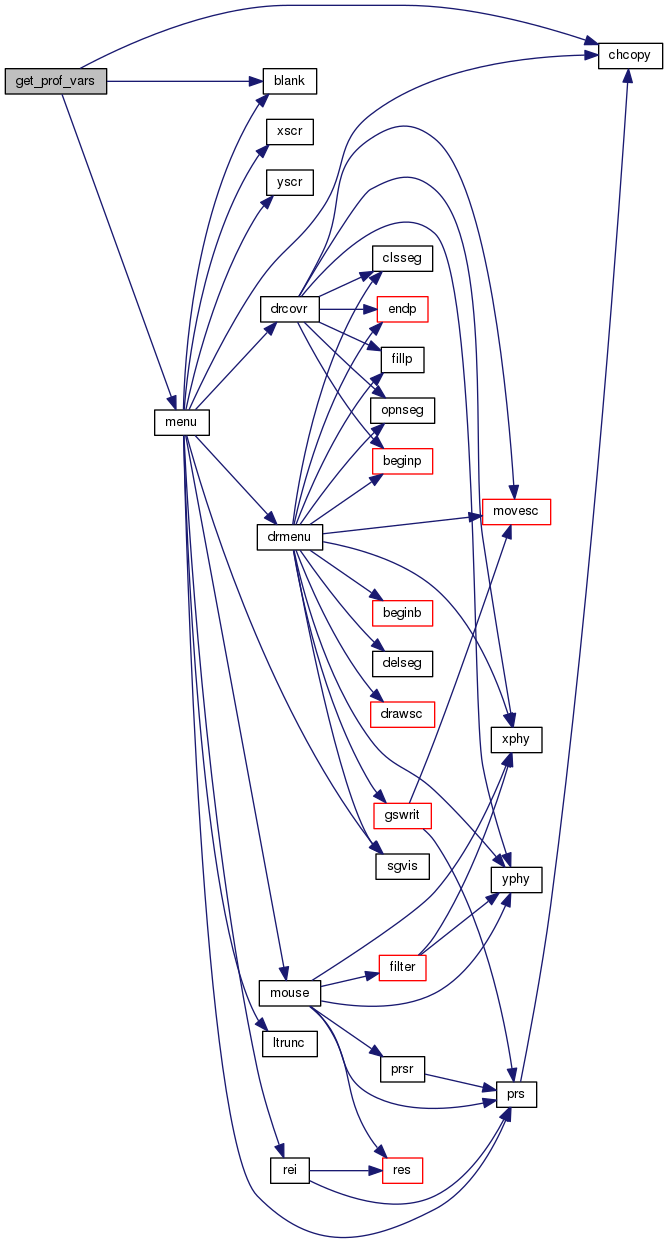 chcopy
get_prof_vars
blank
xscr
yscr
clsseg
drcovr
endp
fillp
opnseg
menu
beginp
movesc
drmenu
beginb
delseg
drawsc
xphy
gswrit
sgvis
yphy
filter
mouse
ltrunc
prsr
prs
rei
res